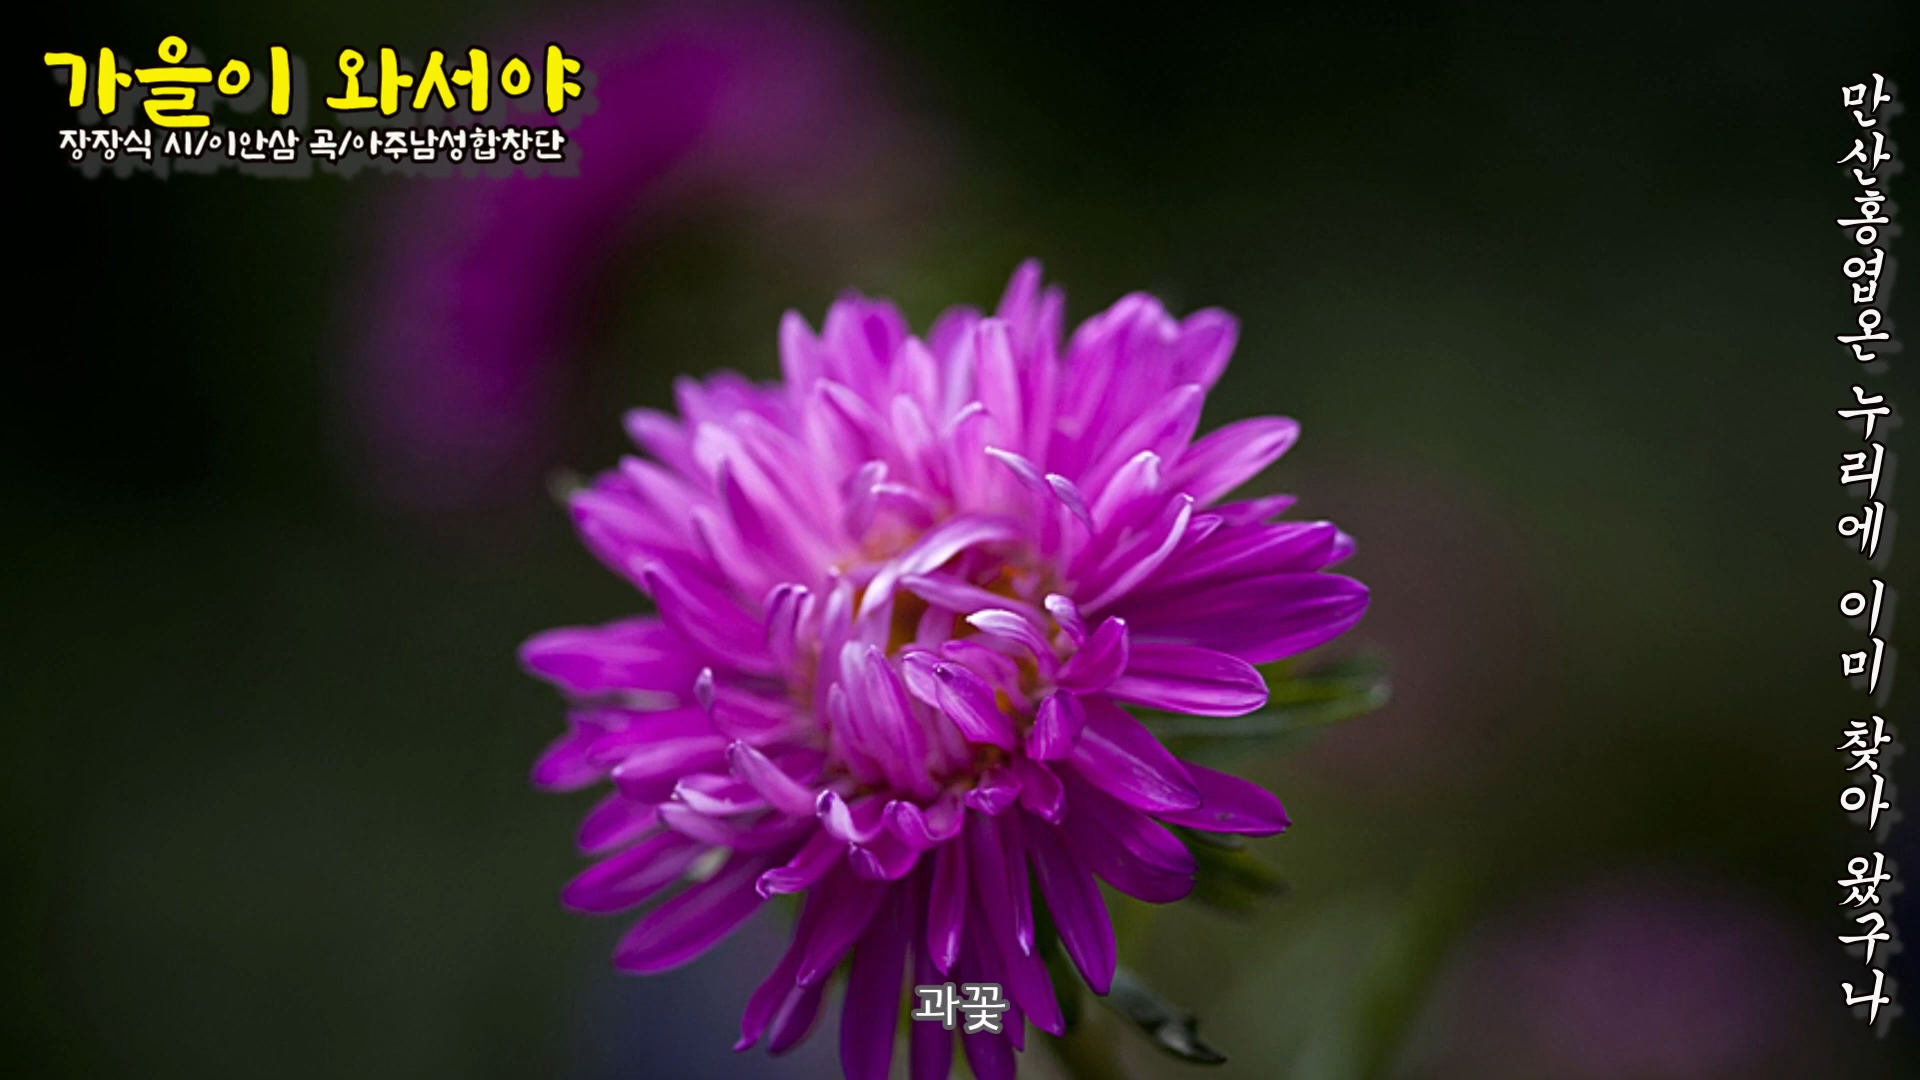 가을이 와서야
장장식 시/이안삼 곡/아주남성합창단
만산홍엽은 누리에 이미 찾아 왔구나
과꽃